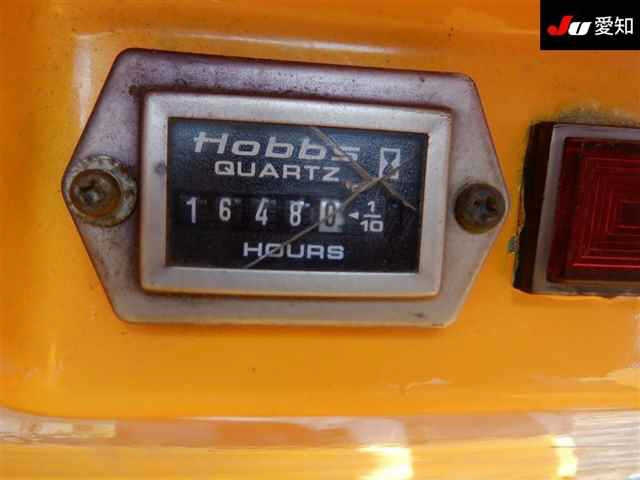 JU 愛知
Hobbs
QUARTZ
1 6 4 8 0 ◄ 1/10
HOURS